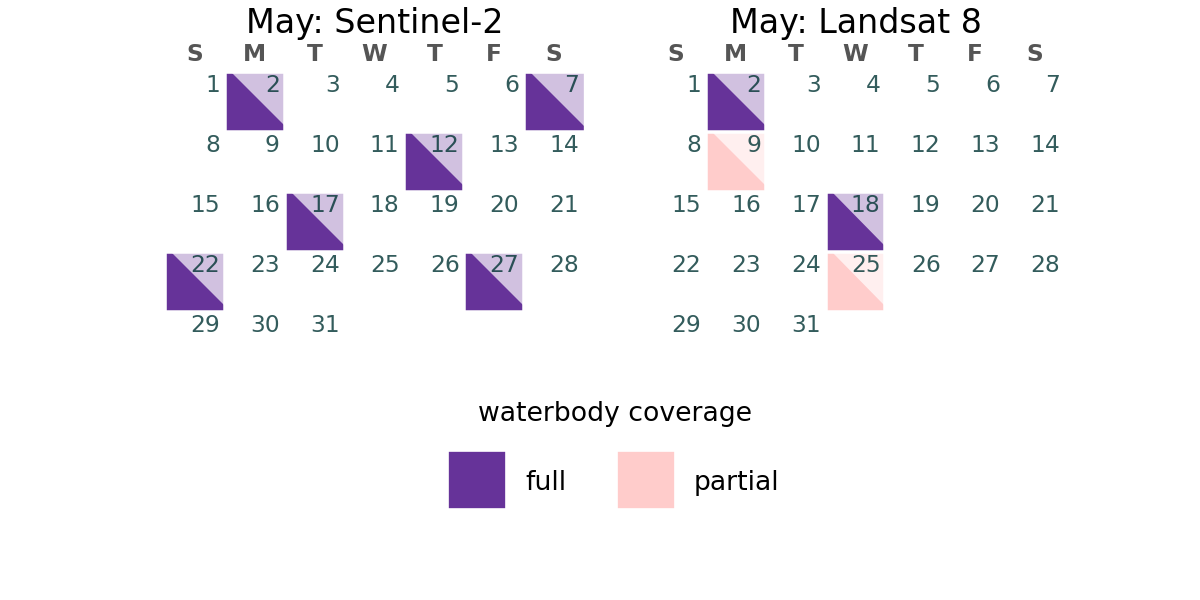 May: Sentinel-2
S M T W T F S
1 2 3 4 5 6 7
8 9 10 11 12 13 14
15 16 17 18 19 20 21
22 23 24 25 26 27 28
29 30 31
May: Landsat 8
S M T W T F S
1 2 3 4 5 6 7
8 9 10 11 12 13 14
15 16 17 18 19 20 21
22 23 24 25 26 27 28
29 30 31
waterbody coverage
full
partial